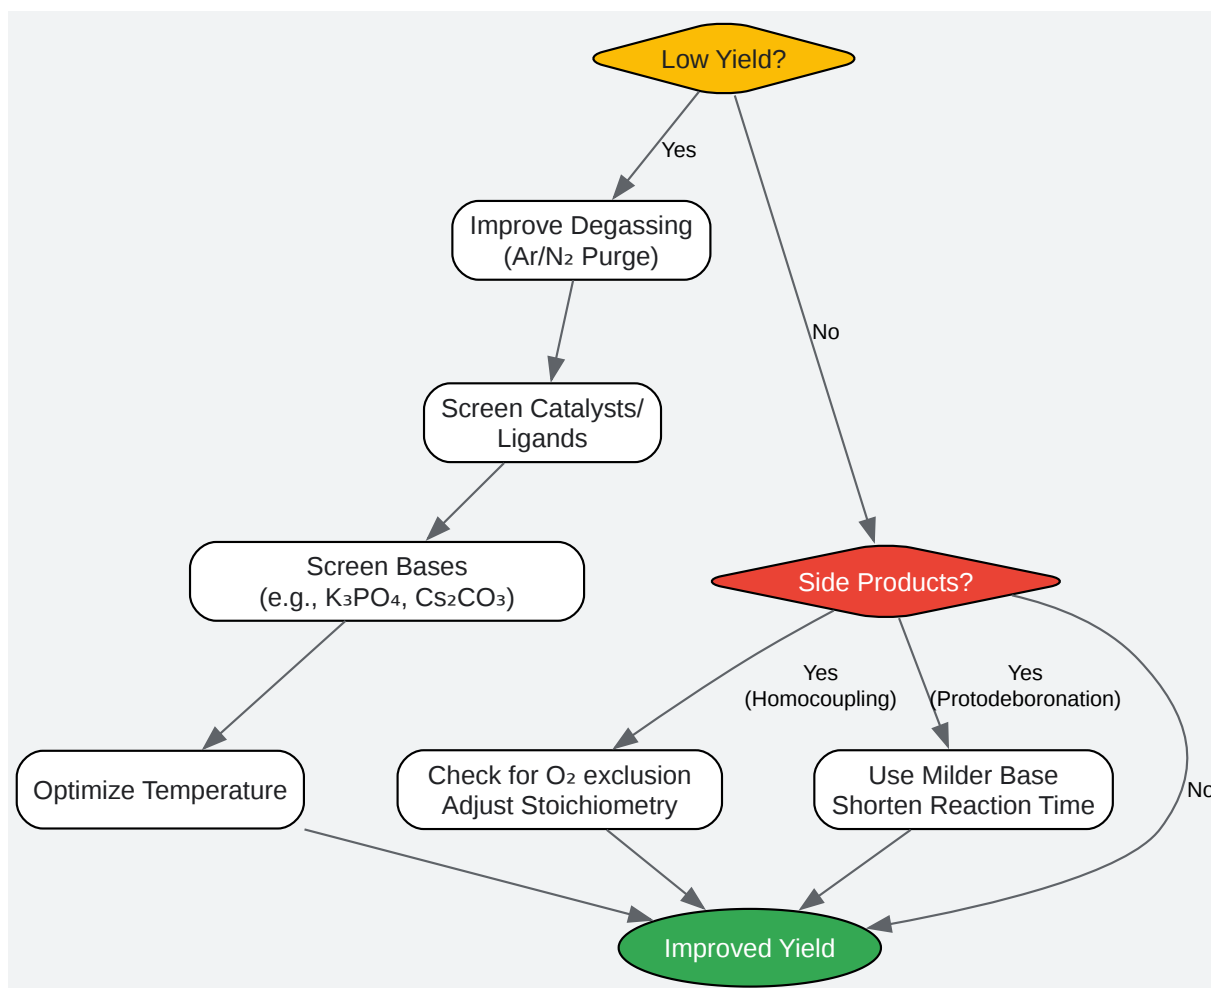 Low Yield?
Yes
Improve Degassing
(Ar/N₂ Purge)
No
Screen Catalysts/
Ligands
Screen Bases
(e.g., K₃PO₄, Cs₂CO₃)
Side Products?
Yes
(Homocoupling)
Yes
(Protodeboronation)
Optimize Temperature
Check for O₂ exclusion
Adjust Stoichiometry
Use Milder Base
Shorten Reaction Time
No
Improved Yield